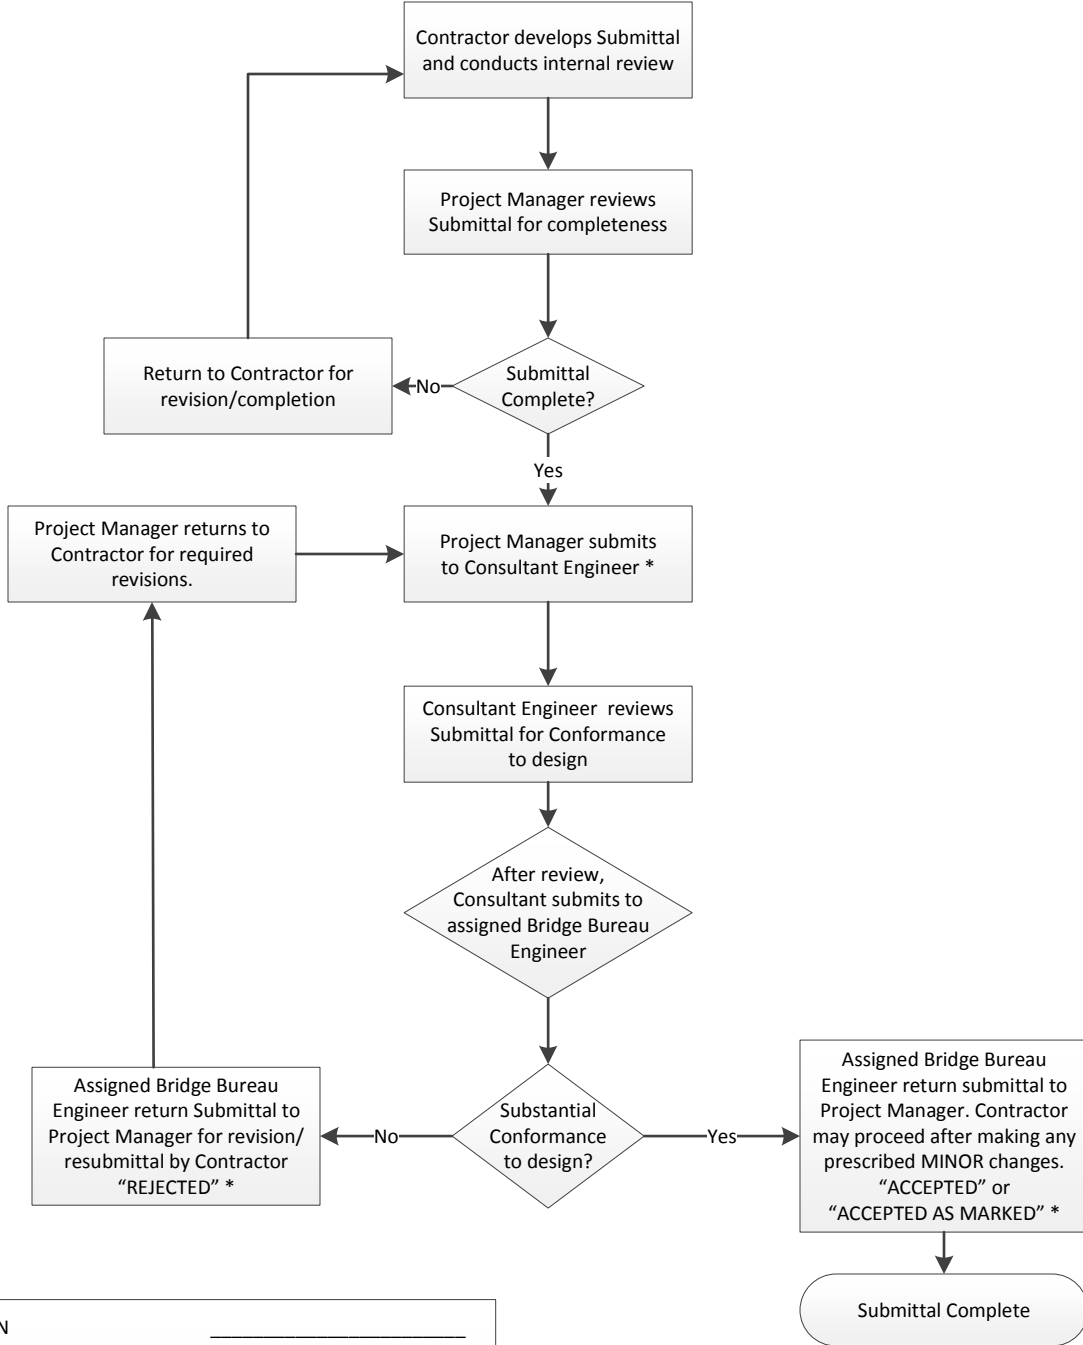 Contractor develops Submittal
and conducts internal review
Project Manager reviews
Submittal for completeness
Return to Contractor for
revision/completion
No
Submittal
Complete?
Yes
Project Manager returns to
Contractor for required
revisions.
Project Manager submits
to Consultant Engineer *
Consultant Engineer reviews
Submittal for Conformance
to design
After review,
Consultant submits to
assigned Bridge Bureau
Engineer
Assigned Bridge Bureau
Engineer return Submittal to
Project Manager for revision/
resubmittal by Contractor
“REJECTED” *
No
Substantial
Conformance
to design?
Yes
Assigned Bridge Bureau
Engineer return submittal to
Project Manager. Contractor
may proceed after making any
prescribed MINOR changes.
“ACCEPTED” or
“ACCEPTED AS MARKED” *
Submittal Complete